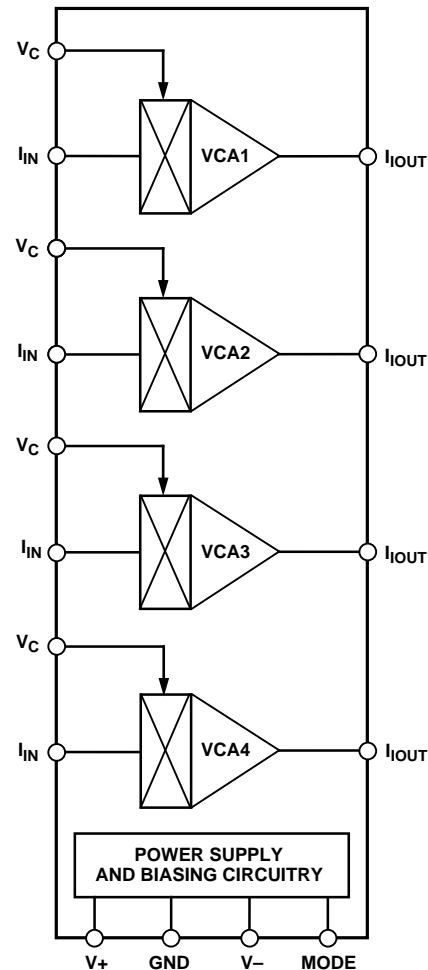 V_C
I_IN
VCA1
I_IOUT
V_C
I_IN
VCA2
I_IOUT
V_C
I_IN
VCA3
I_IOUT
V_C
I_IN
VCA4
I_IOUT
POWER SUPPLY
AND BIASING CIRCUITRY
V+ GND V– MODE